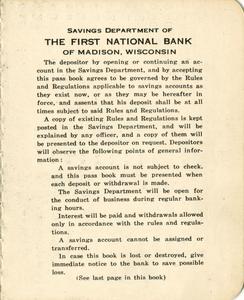 SAVINGS DEPARTMENT OF
THE FIRST NATIONAL BANK
OF MADISON, WISCONSIN
The depositor by opening or continuing an ac-
count in the Savings Department, and by accepting
this pass book agrees to be governed by the Rules
and Regulations applicable to savings accounts as
they exist now, or as they may be hereafter in
force, and assents that his deposit shall be at all
times subject to said Rules and Regulations.
A copy of existing Rules and Regulations is kept
posted in the Savings Department, and will be
explained by any officer, and a copy of them will
be presented to the depositor on request. Depositors
will observe the following points of general infor-
mation:
A savings account is not subject to check,
and this pass book must be presented when
each deposit or withdrawal is made.
The Savings Department will be open for
the conduct of business during regular bank-
ing hours.
Interest will be paid and withdrawals allowed
only in accordance with the rules and regula-
tions.
A savings account cannot be assigned or
transferred.
In case this book is lost or destroyed, give
immediate notice to the bank to save possible
loss.
(See last page in this book)